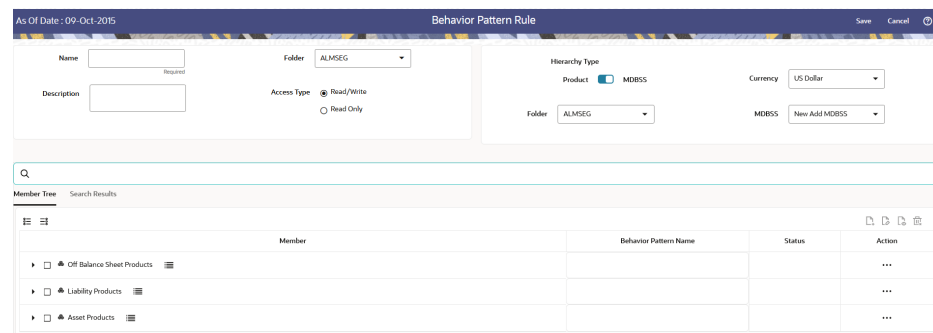 As Of Date : 09-Oct-2015 Behavior Pattern Rule Save Cancel
Name Folder ALMSEG
Required
Description Access Type Read/Write
Read Only
Hierarchy Type
Product MDBSS Currency US Dollar
Folder ALMSEG MDBSS New Add MDBSS
Member Tree Search Results
Member Behavior Pattern Name Status Action
Off Balance Sheet Products
Liability Products
Asset Products